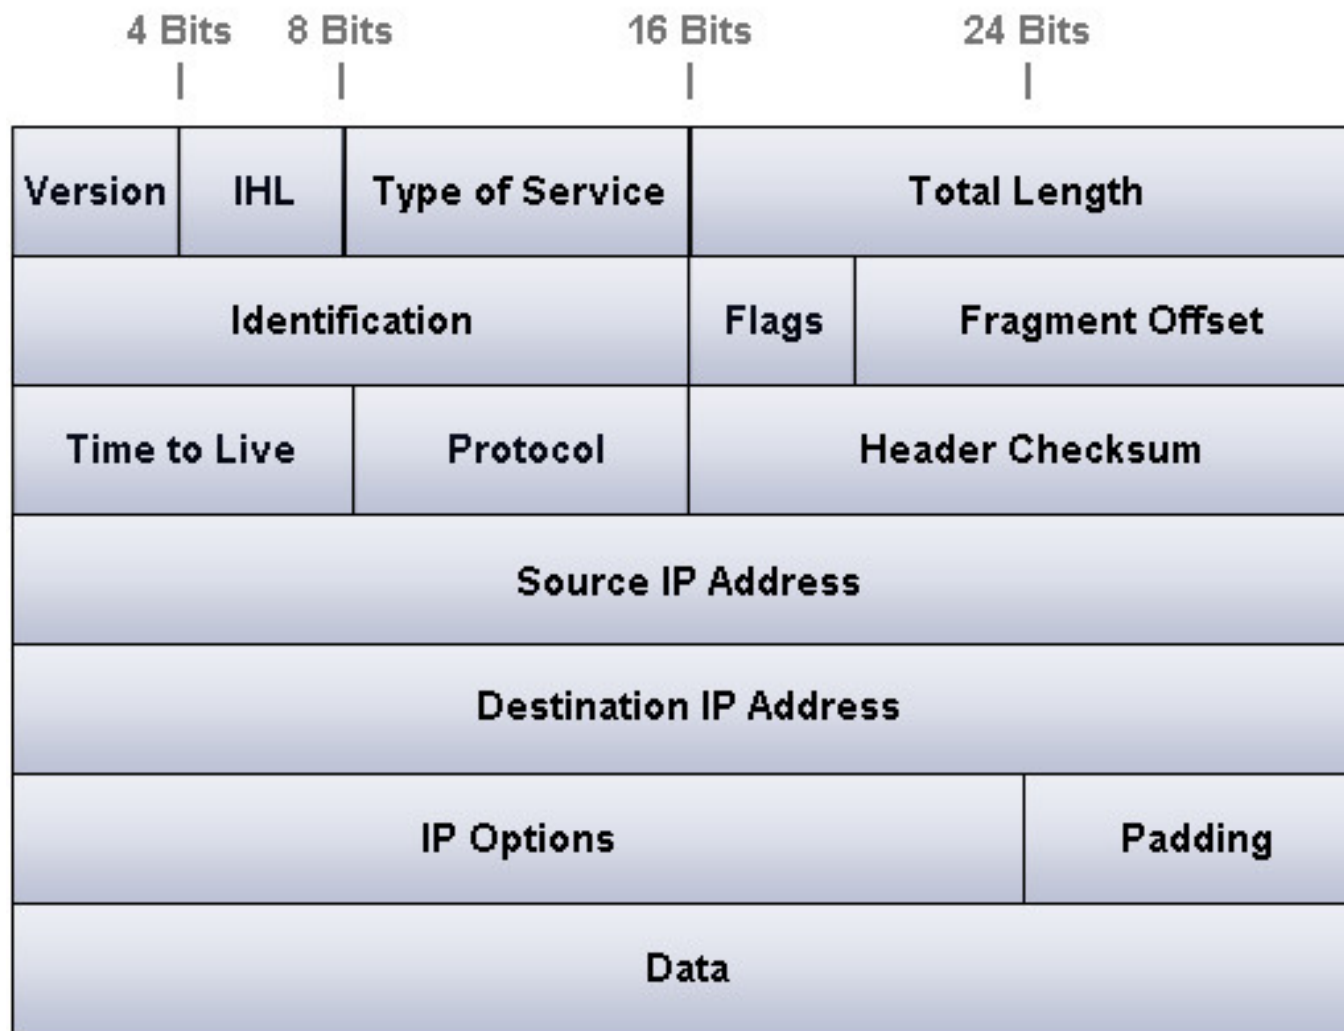 4 Bits 8 Bits 16 Bits 24 Bits
Version IHL Type of Service Total Length
Identification Flags Fragment Offset
Time to Live Protocol Header Checksum
Source IP Address
Destination IP Address
IP Options Padding
Data